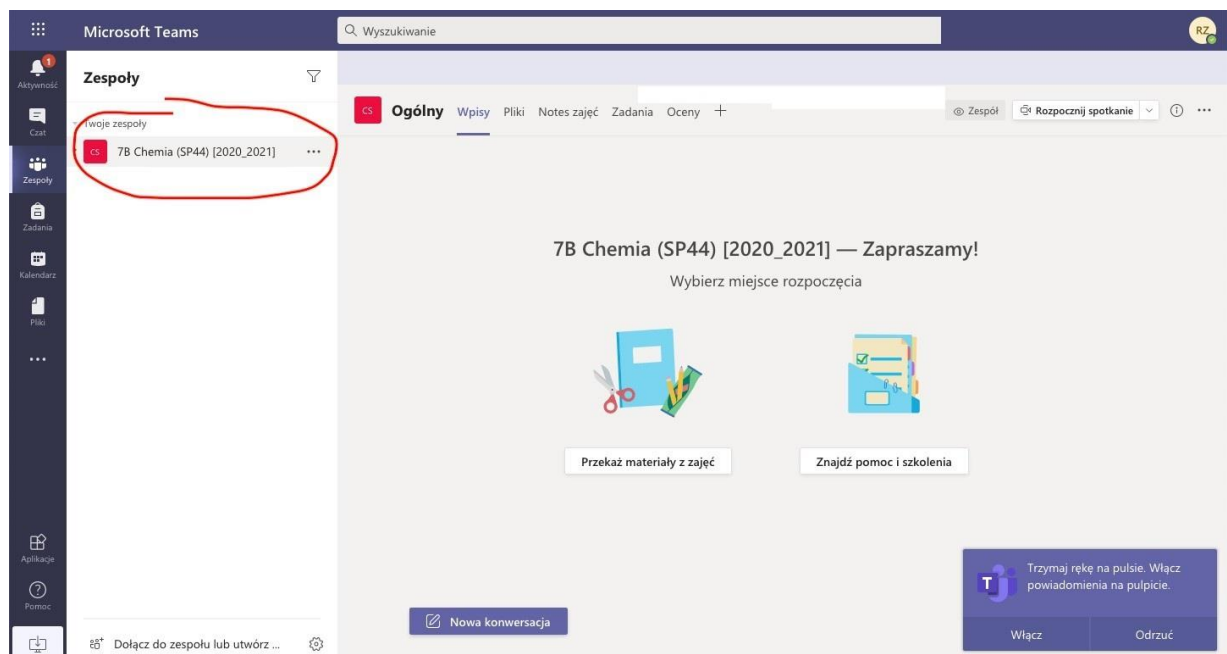 Microsoft Teams
Wyszukiwanie
RZ
1
Aktywność
Czat
Zespoły
Zadania
Kalendarz
Pliki
Aplikacje
Pomoc
Zespoły
Twoje zespoły
CS 7B Chemia (SP44) [2020_2021] ...
Dołącz do zespołu lub utwórz ...
CS Ogólny Wpisy Pliki Notes zajęć Zadania Oceny +
Zespół Rozpocznij spotkanie
7B Chemia (SP44) [2020_2021] — Zapraszamy!
Wybierz miejsce rozpoczęcia
Przekaż materiały z zajęć
Znajdź pomoc i szkolenia
Nowa konwersacja
T
Trzymaj rękę na pulsie. Włącz
powiadomienia na pulpicie.
Włącz Odrzuć